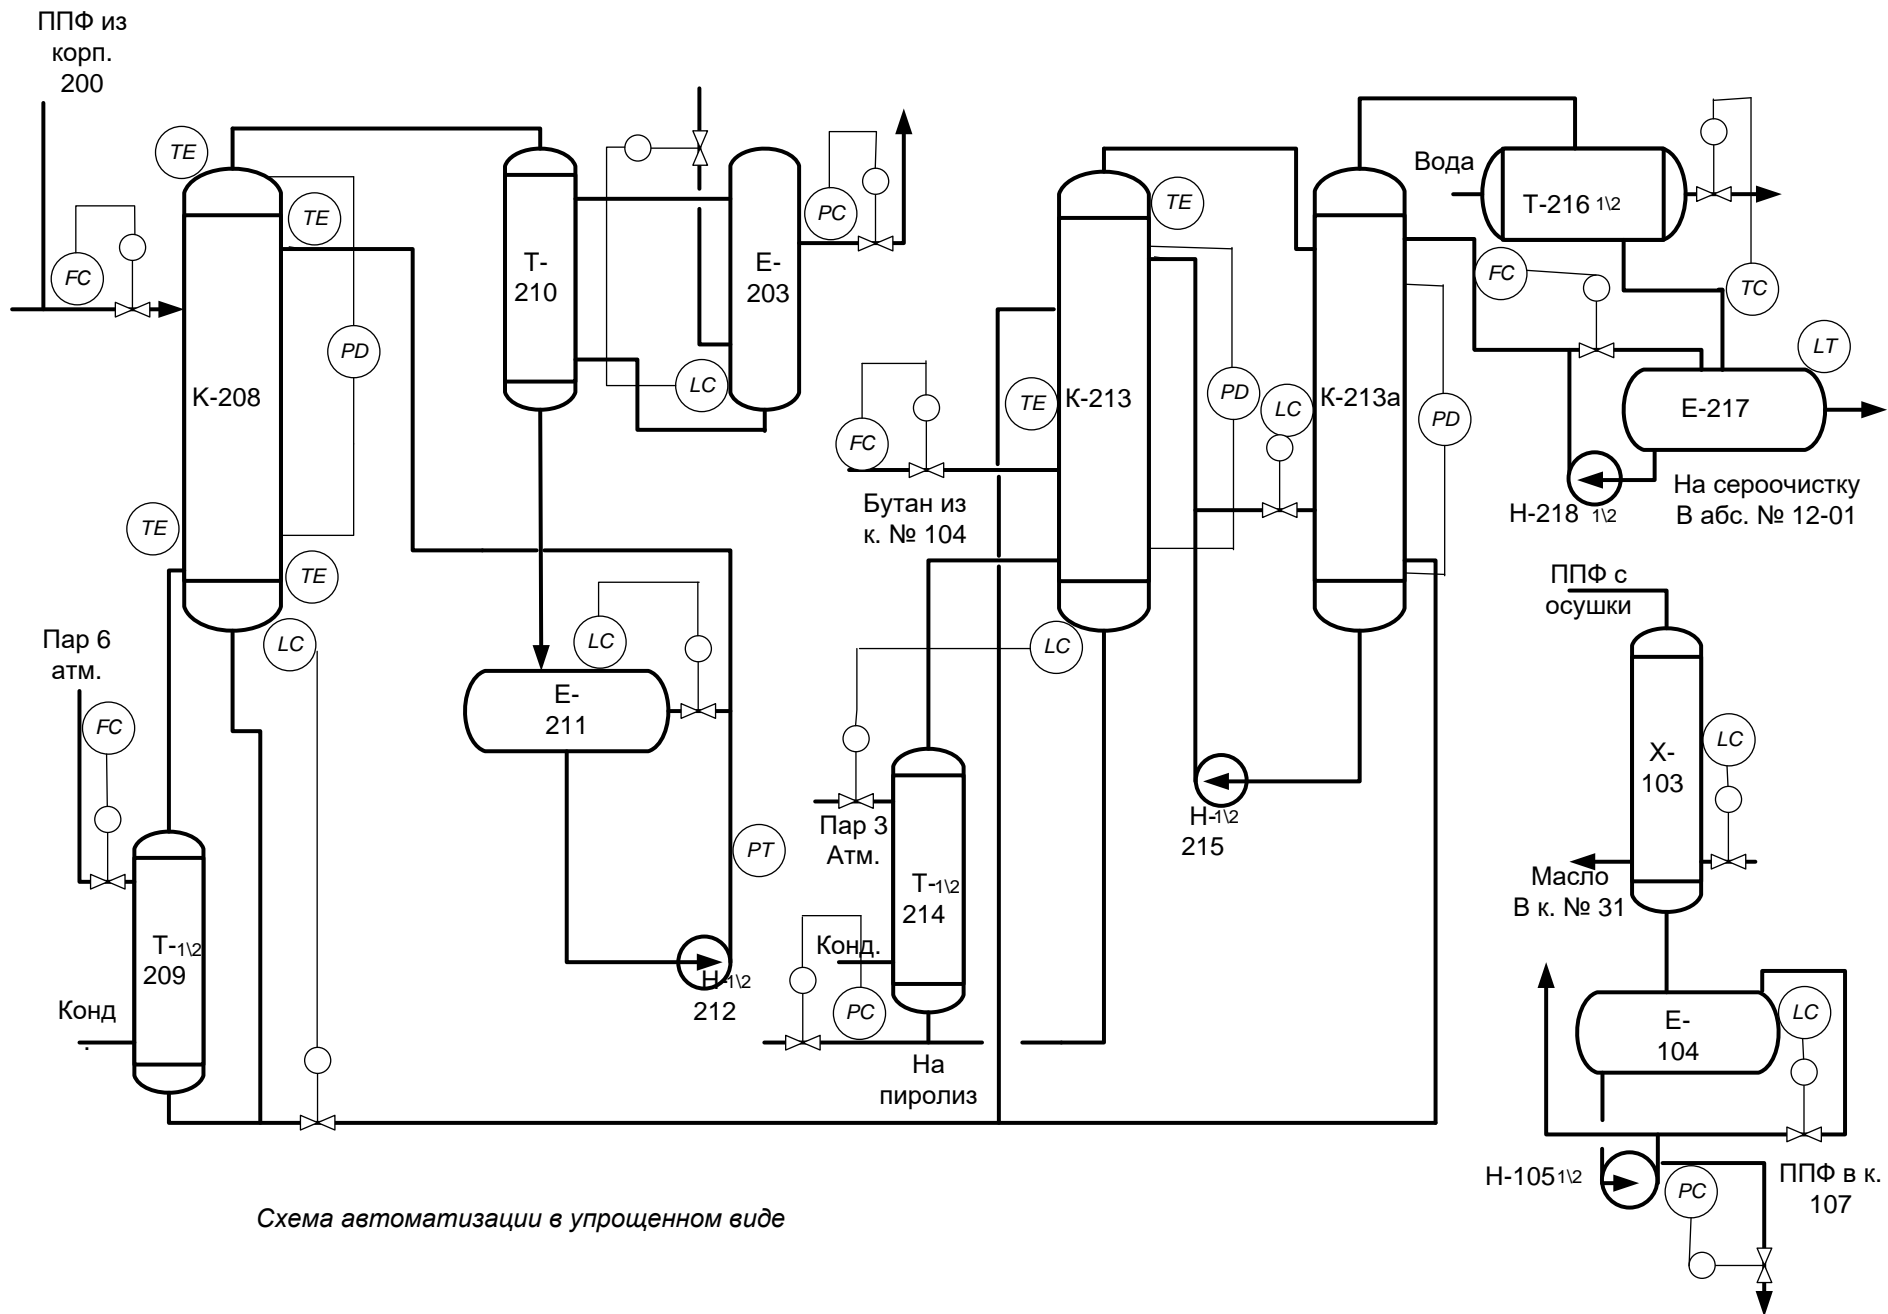 ППФ из
корп.
200
TE
TE
FC
PD
К-208
TE
TE
LC
Пар 6
атм.
FC
Т-1\2
209
Конд
.
Т-
210
Е-
203
PC
LC
LC
Е-
211
PT
Н-1\2
212
TE
К-213
TE
PD
FC
Бутан из
к. № 104
LC
К-213а
PD
LC
Пар 3
Атм.
Т-1\2
214
Конд.
PC
На
пиролиз
Н-1\2
215
Вода
Т-216 1\2
FC
TC
LT
Е-217
Н-218 1\2
На сероочистку
В абс. № 12-01
ППФ с
осушки
Х-
103
LC
Масло
В к. № 31
Е-
104
LC
Н-105 1\2
PC
ППФ в к.
107
Схема автоматизации в упрощенном виде